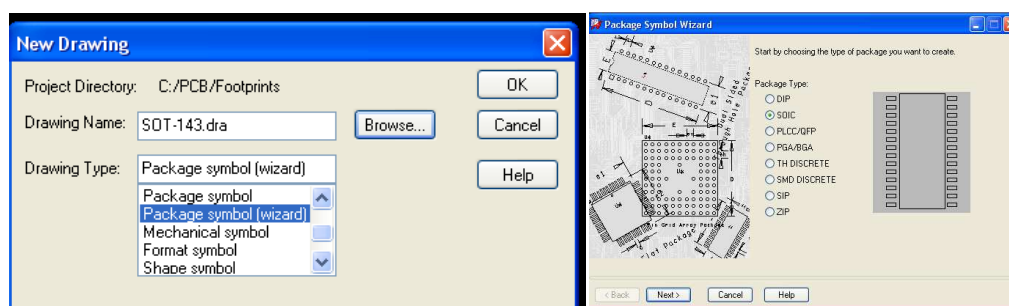 New Drawing
Project Directory: C:/PCB/Footprints
OK
Drawing Name: SOT-143.dra
Browse...
Cancel
Drawing Type: Package symbol (wizard)
Help
Package symbol
Package symbol (wizard)
Mechanical symbol
Format symbol
Shape symbol
Package Symbol Wizard
Start by choosing the type of package you want to create.
Package Type:
DIP
SOIC
PLCC/QFP
PGA/BGA
TH DISCRETE
SMD DISCRETE
SIP
ZIP
< Back
Next >
Cancel
Help